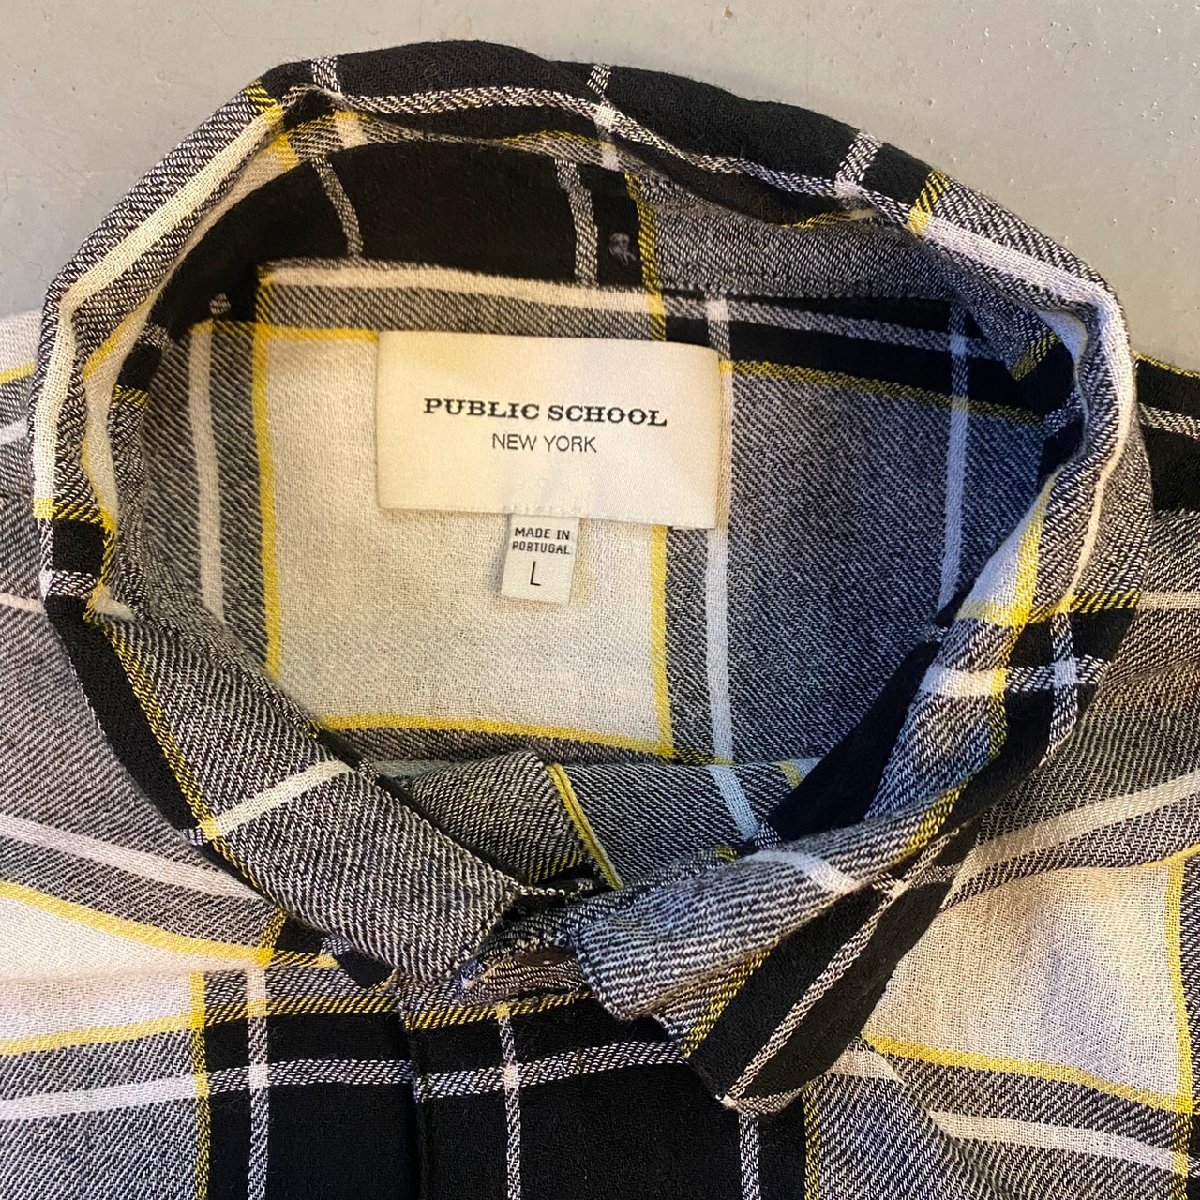 PUBLIC SCHOOL
NEW YORK
MADE IN
PORTUGAL
L